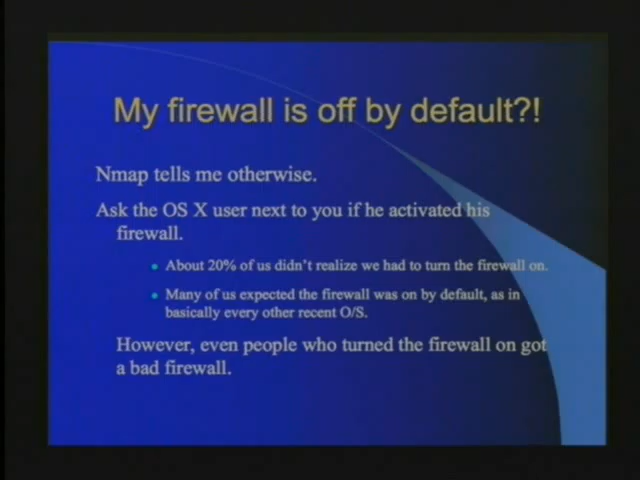 My firewall is off by default?!
Nmap tells me otherwise.
Ask the OS X user next to you if he activated his
firewall.
About 20% of us didn't realize we had to turn the firewall on.
Many of us expected the firewall was on by default, as in
basically every other recent O/S.
However, even people who turned the firewall on got
a bad firewall.